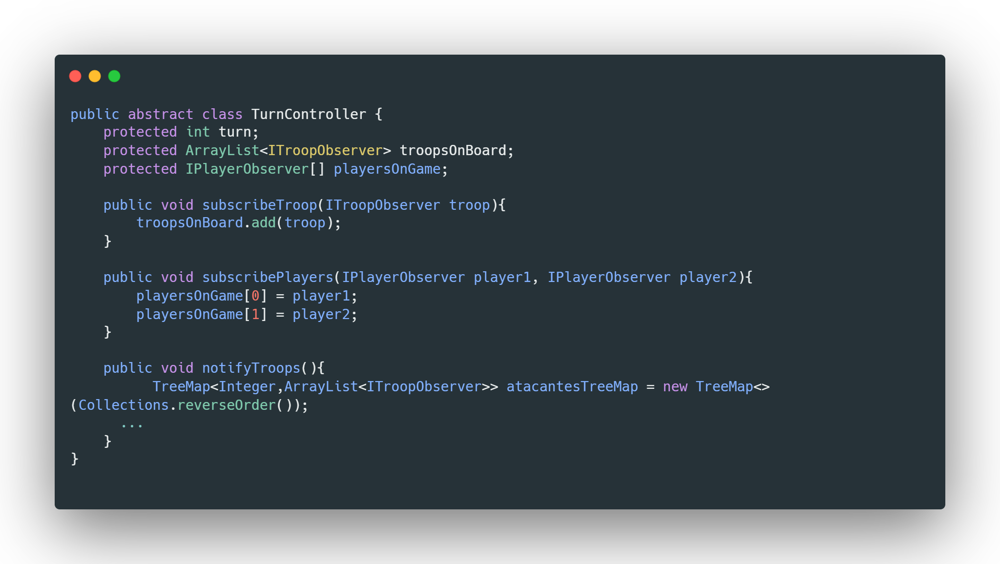 public abstract class TurnController {
    protected int turn;
    protected ArrayList<ITroopObserver> troopsOnBoard;
    protected IPlayerObserver[] playersOnGame;

    public void subscribeTroop(ITroopObserver troop){
        troopsOnBoard.add(troop);
    }

    public void subscribePlayers(IPlayerObserver player1, IPlayerObserver player2){
        playersOnGame[0] = player1;
        playersOnGame[1] = player2;
    }

    public void notifyTroops(){
          TreeMap<Integer,ArrayList<ITroopObserver>> atacantesTreeMap = new TreeMap<>
(Collections.reverseOrder());
      ...
    }
}